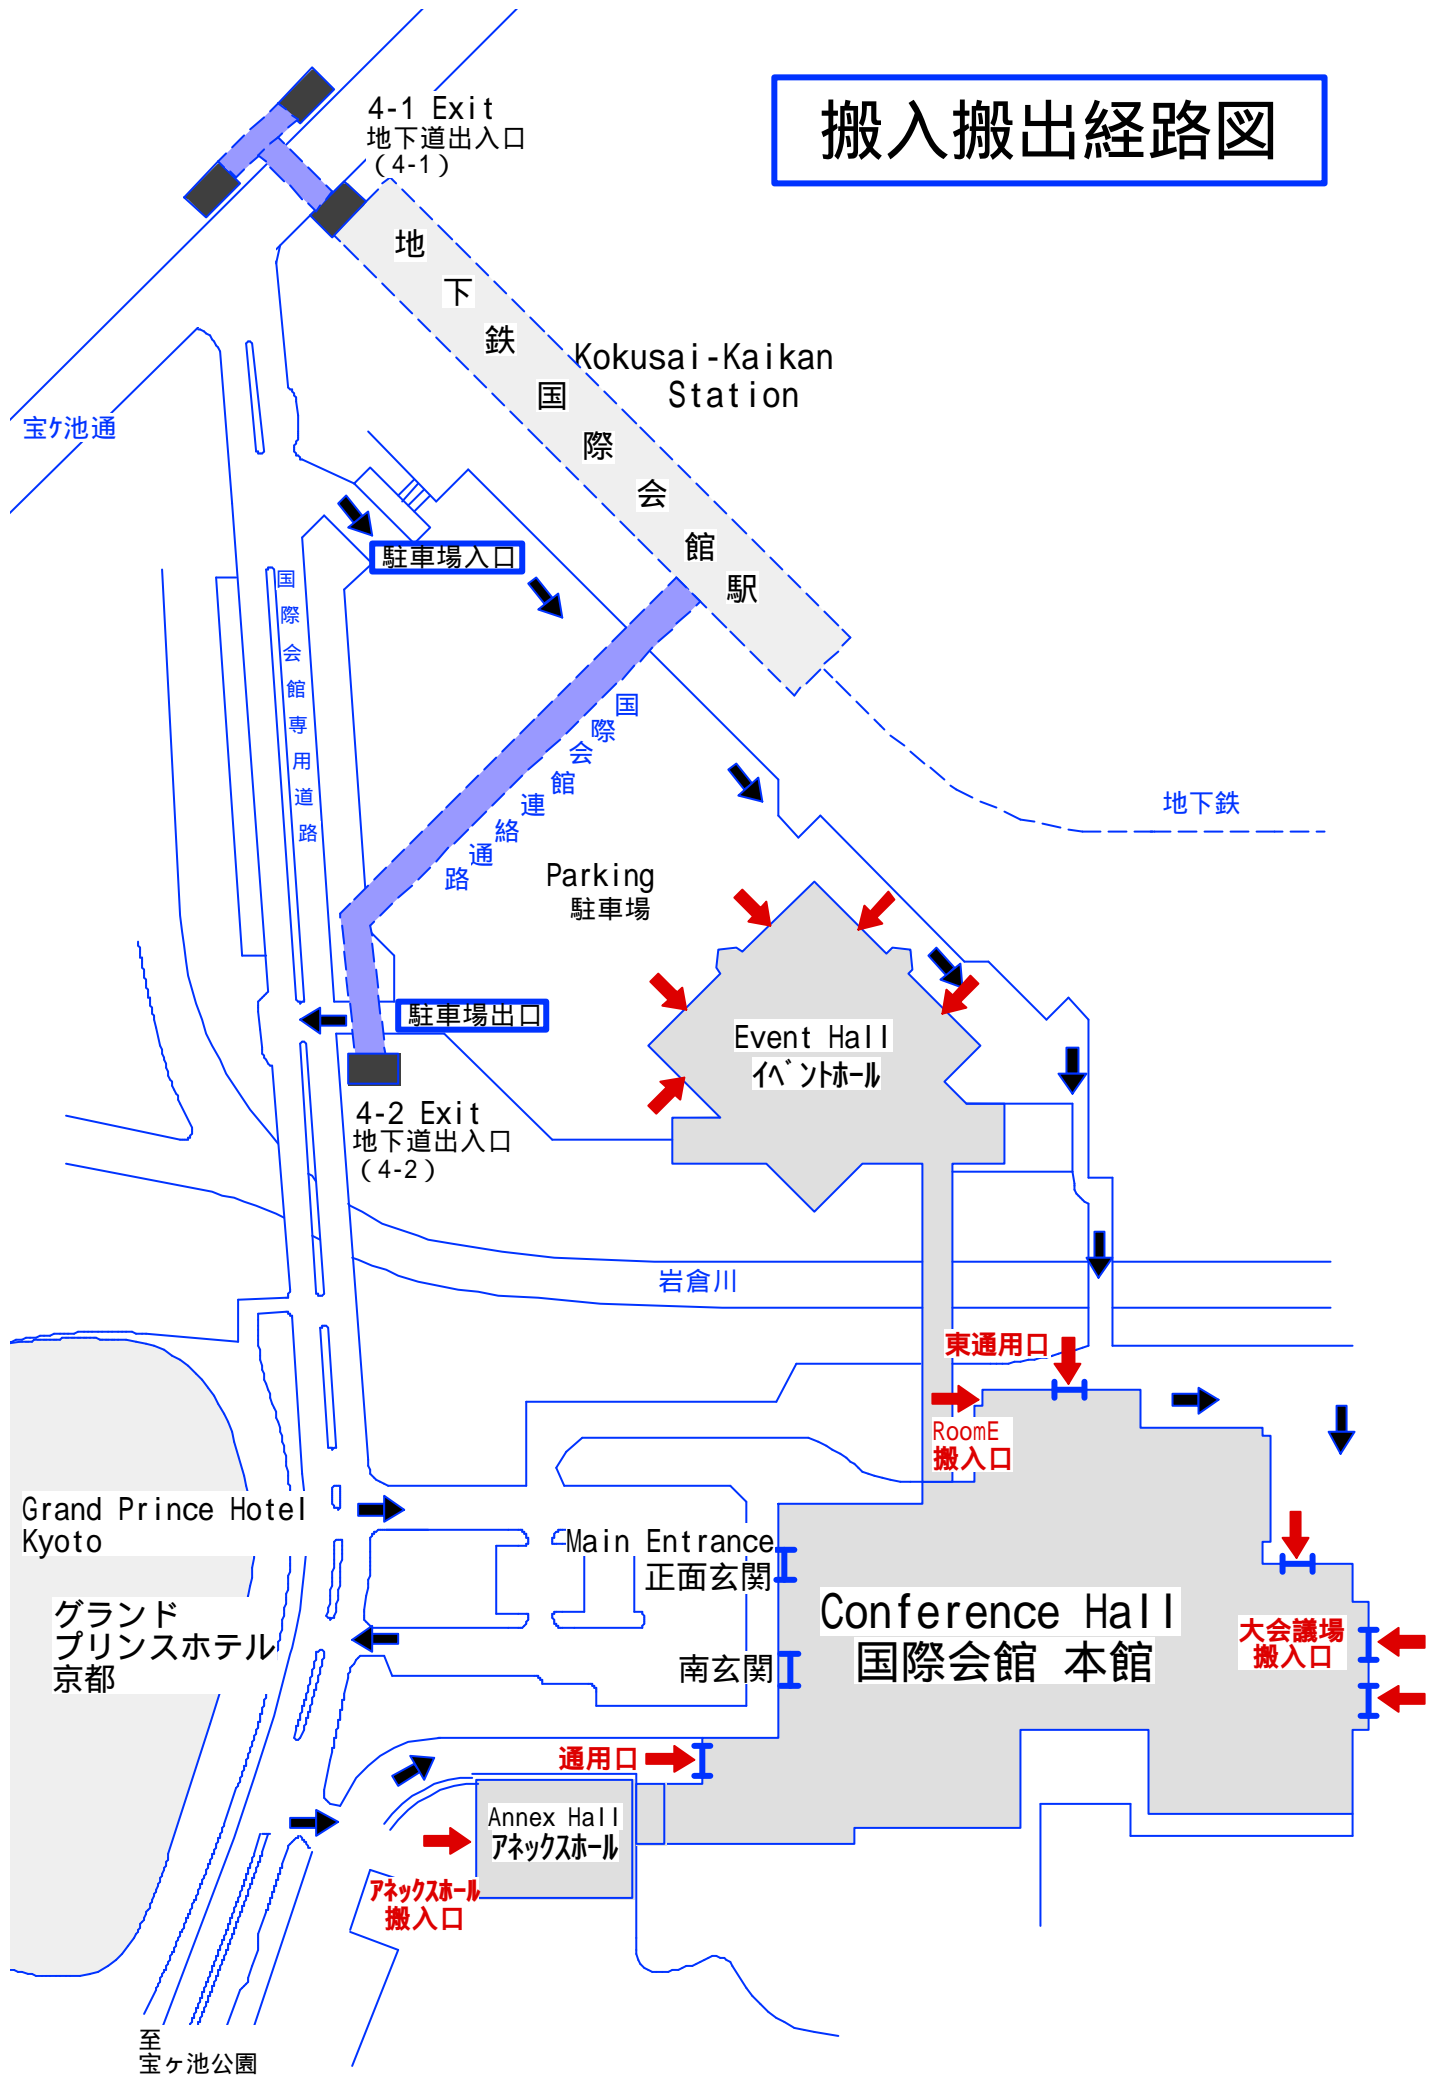 搬入搬出経路図
4-1 Exit
地下道出入口
（4-1）
地下鉄国際会館駅
Kokusai-Kaikan
Station
宝ケ池通
駐車場入口
国際会館専用道路
国際会館連絡通路
地下鉄
Parking
駐車場
駐車場出口
Event Hall
イベントホール
4-2 Exit
地下道出入口
（4-2）
岩倉川
東通用口
RoomE
搬入口
Grand Prince Hotel
Kyoto
グランド
プリンスホテル
京都
Main Entrance
正面玄関
Conference Hall
国際会館 本館
大会議場
搬入口
南玄関
通用口
Annex Hall
アネックスホール
アネックスホール
搬入口
至
宝ヶ池公園